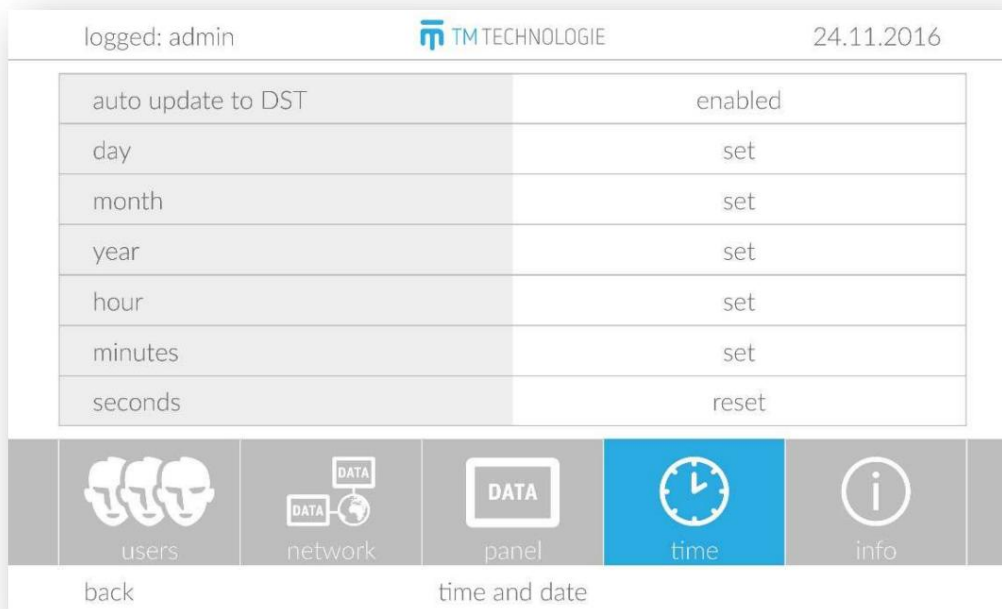 logged: admin TM TECHNOLOGIE 24.11.2016
auto update to DST enabled
day set
month set
year set
hour set
minutes set
seconds reset
DATA
DATA DATA
users network panel time info
back time and date